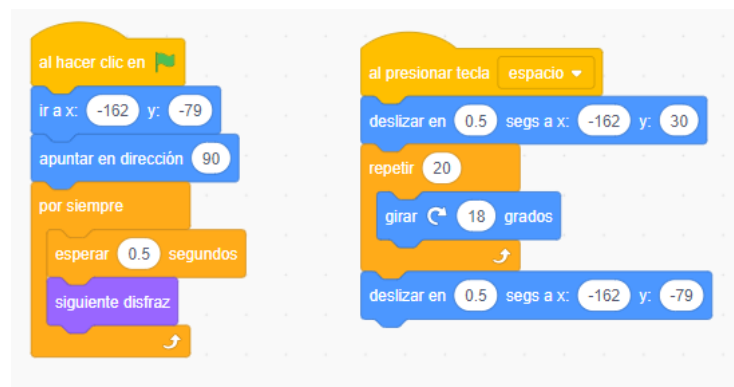 al hacer clic en
ir a x: -162 y: -79
apuntar en dirección 90
por siempre
esperar 0.5 segundos
siguiente disfraz
al presionar tecla espacio
deslizar en 0.5 segs a x: -162 y: 30
repetir 20
girar 18 grados
deslizar en 0.5 segs a x: -162 y: -79